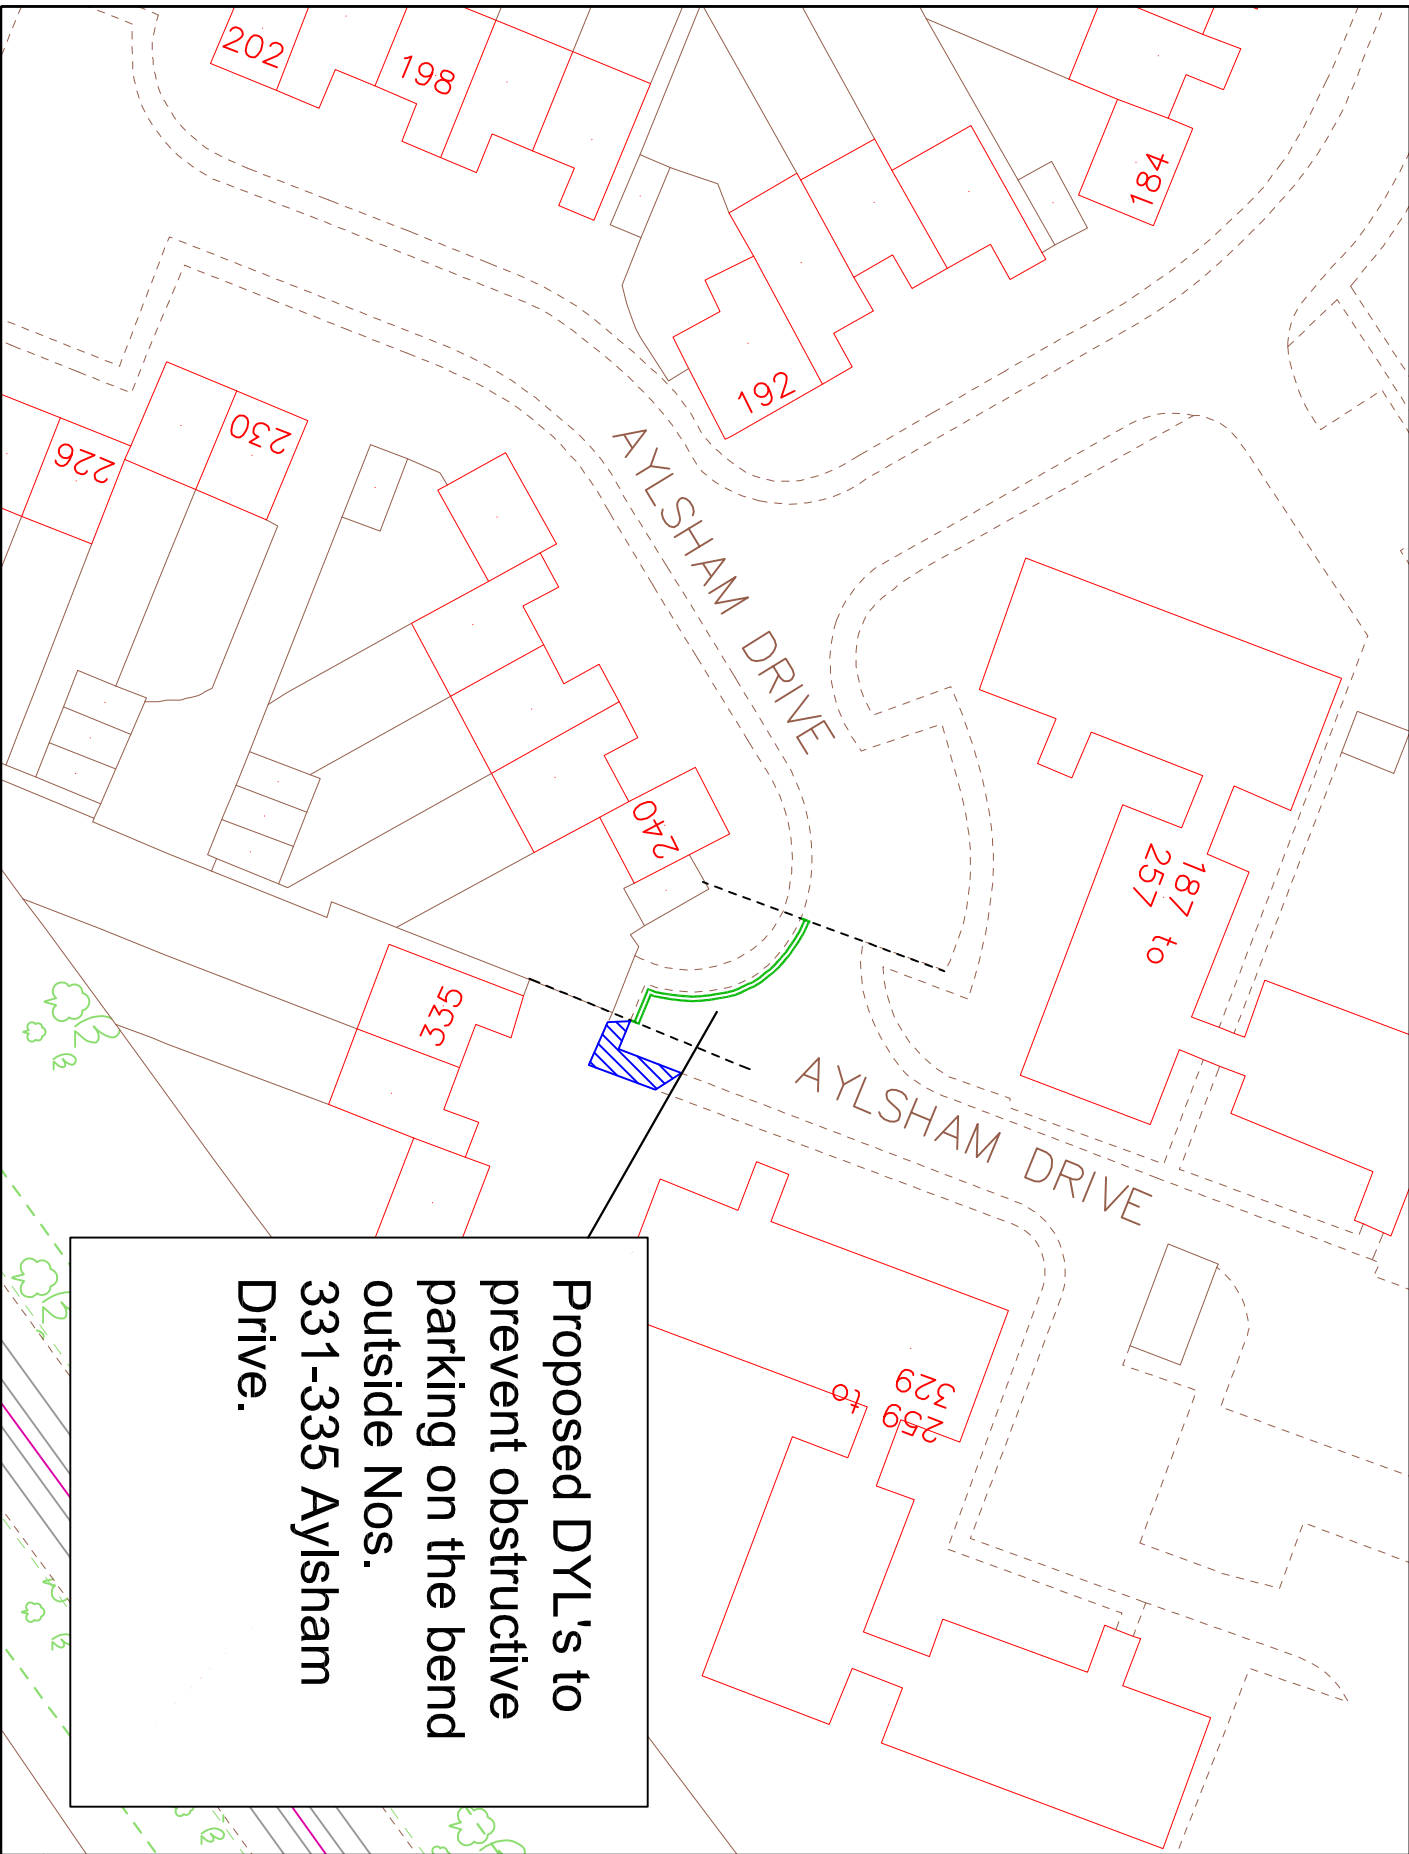 202
198
184
192
230
226
AYLSHAM DRIVE
240
187
257 to
335
AYLSHAM DRIVE
329
259 to
Proposed DYL's to
prevent obstructive
parking on the bend
outside Nos.
331-335 Aylsham
Drive.